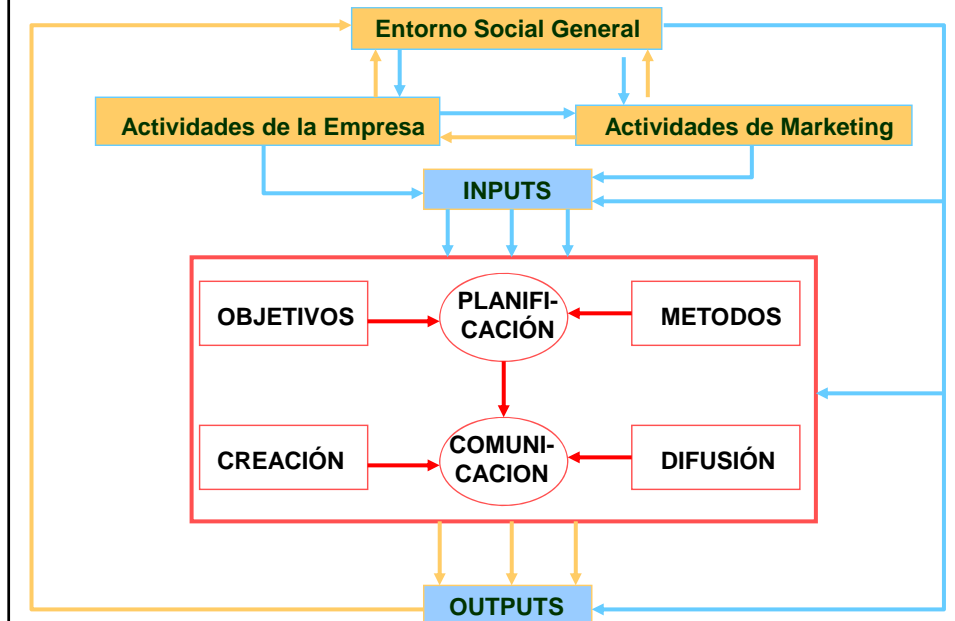 Entorno Social General
Actividades de la Empresa
Actividades de Marketing
INPUTS
OBJETIVOS
PLANIFI-
CACIÓN
METODOS
CREACIÓN
COMUNI-
CACION
DIFUSIÓN
OUTPUTS